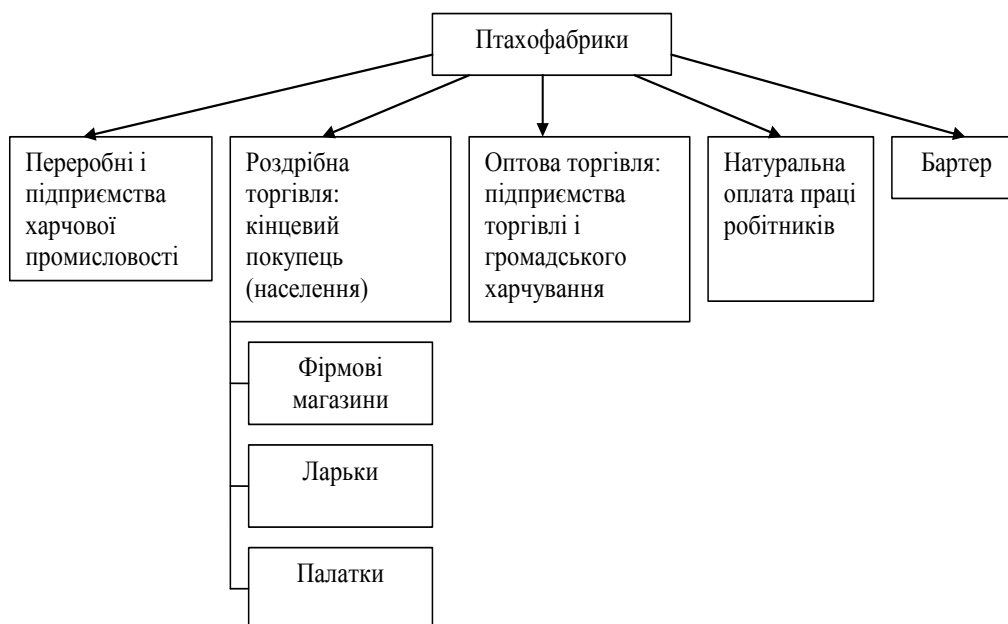 Птахофабрики
Переробні і
підприємства
харчової
промисловості
Роздрібна
торгівля:
кінцевий
покупець
(населення)
Оптова торгівля:
підприємства
торгівлі і
громадського
харчування
Натуральна
оплата праці
робітників
Бартер
Фірмові
магазини
Ларьки
Палатки